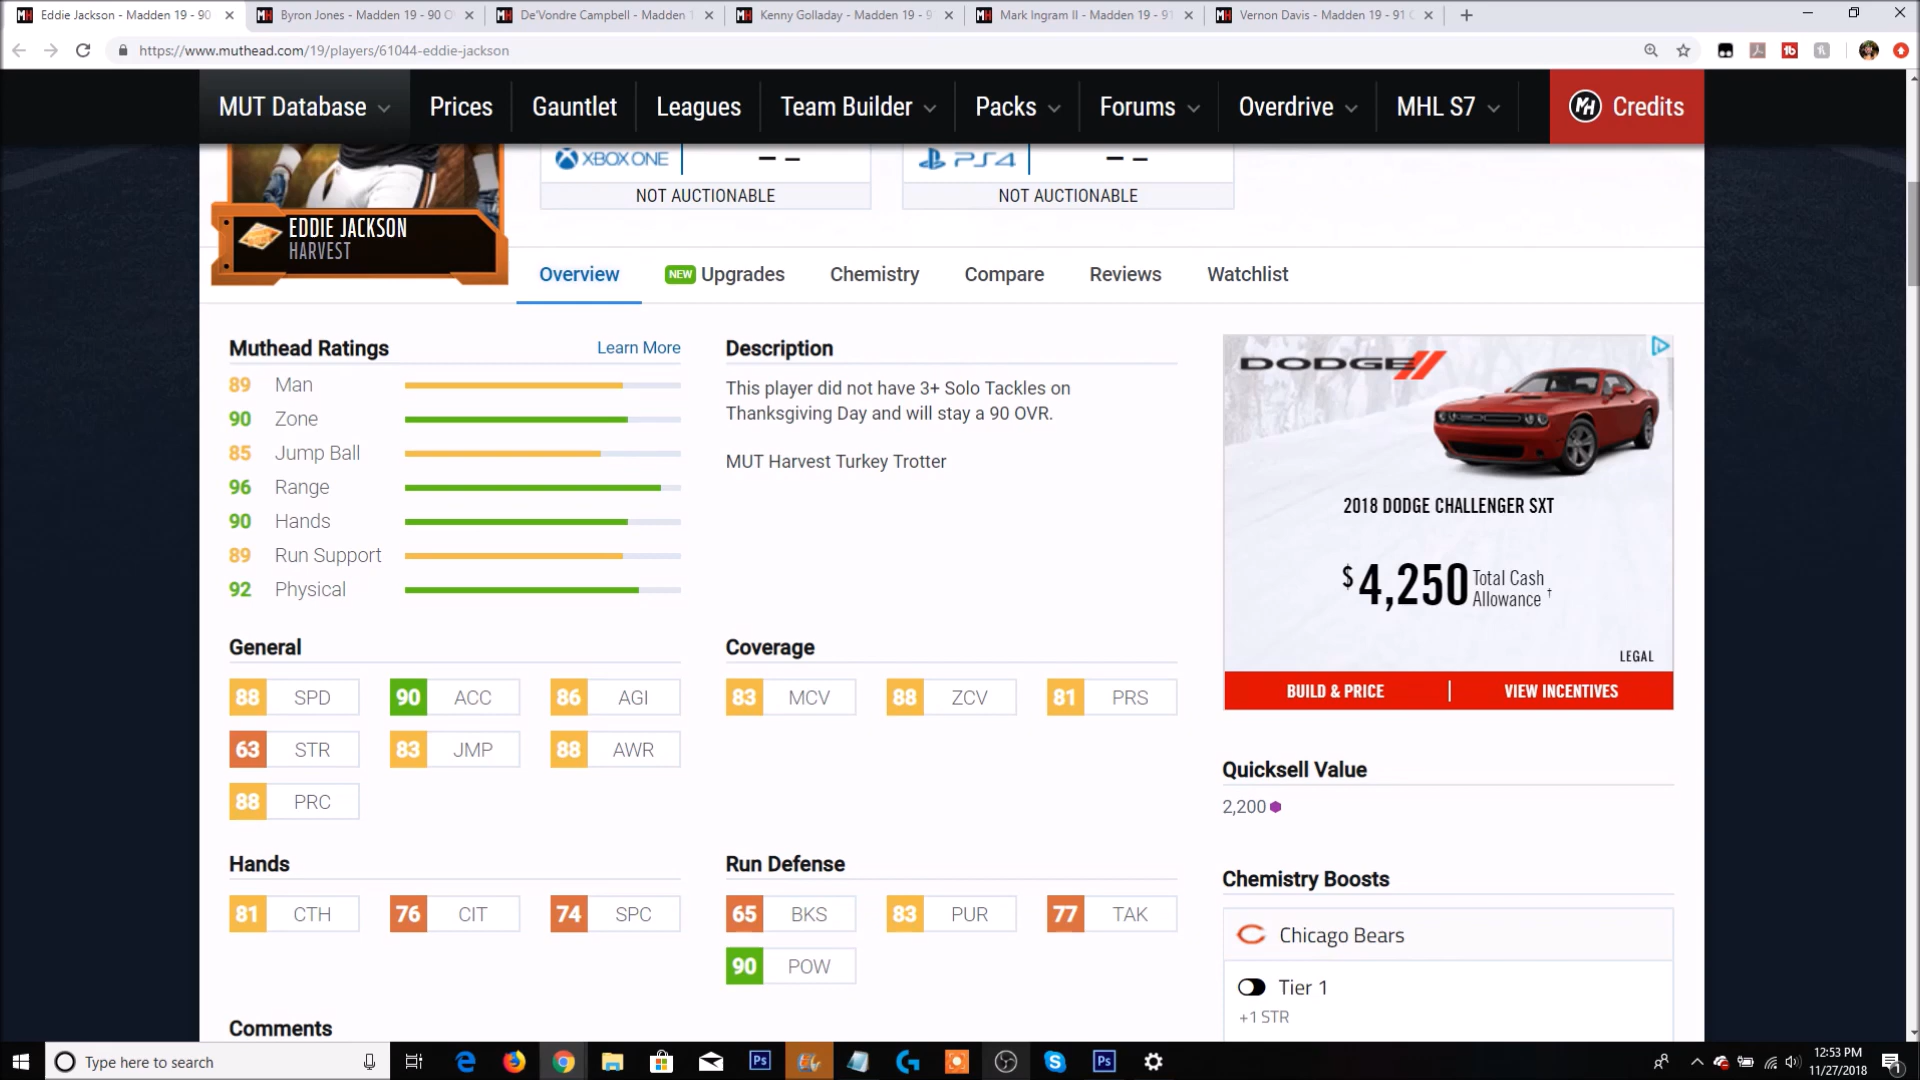 Eddie Jackson - Madden 19 - 90
Byron Jones - Madden 19 - 90 O
De'Vondre Campbell - Madden 1
Kenny Golladay - Madden 19 - 9
Mark Ingram II - Madden 19 - 91
Vernon Davis - Madden 19 - 91 O
https://www.muthead.com/19/players/61044-eddie-jackson
MUT Database
Prices
Gauntlet
Leagues
Team Builder
Packs
Forums
Overdrive
MHL S7
MH Credits
XBOX ONE
– –
PS4
– –
NOT AUCTIONABLE
NOT AUCTIONABLE
EDDIE JACKSON
HARVEST
Overview
NEW Upgrades
Chemistry
Compare
Reviews
Watchlist
Muthead Ratings
Learn More
89 Man
90 Zone
85 Jump Ball
96 Range
90 Hands
89 Run Support
92 Physical
Description
This player did not have 3+ Solo Tackles on
Thanksgiving Day and will stay a 90 OVR.
MUT Harvest Turkey Trotter
DODGE
2018 DODGE CHALLENGER SXT
$4,250 Total Cash
Allowance †
LEGAL
BUILD & PRICE | VIEW INCENTIVES
General
88 SPD
90 ACC
86 AGI
63 STR
83 JMP
88 AWR
88 PRC
Coverage
83 MCV
88 ZCV
81 PRS
Quicksell Value
2,200
Hands
81 CTH
76 CIT
74 SPC
Run Defense
65 BKS
83 PUR
77 TAK
90 POW
Chemistry Boosts
Chicago Bears
Tier 1
+1 STR
Comments
Type here to search
12:53 PM
11/27/2018